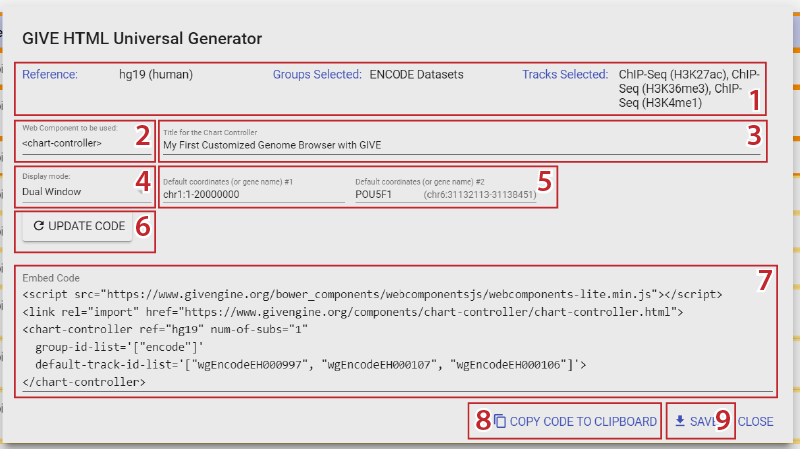 GIVE HTML Universal Generator
Reference: hg19 (human) Groups Selected: ENCODE Datasets Tracks Selected: ChIP-Seq (H3K27ac), ChIP-
Seq (H3K36me3), ChIP-
Seq (H3K4me1)
1
Web Component to be used:
<chart-controller>
2
Title for the Chart Controller
My First Customized Genome Browser with GIVE
3
Display mode:
Dual Window
4
Default coordinates (or gene name) #1
chr1:1-20000000
Default coordinates (or gene name) #2
POU5F1 (chr6:31132113-31138451)
5
UPDATE CODE
6
Embed Code
7
<script src="https://www.givengine.org/bower_components/webcomponentsjs/webcomponents-lite.min.js"></script>
<link rel="import" href="https://www.givengine.org/components/chart-controller/chart-controller.html">
<chart-controller ref="hg19" num-of-subs="1"
group-id-list='["encode"]'
default-track-id-list='["wgEncodeEH000997", "wgEncodeEH000107", "wgEncodeEH000106"]'>
</chart-controller>
8 COPY CODE TO CLIPBOARD SAVE 9 CLOSE